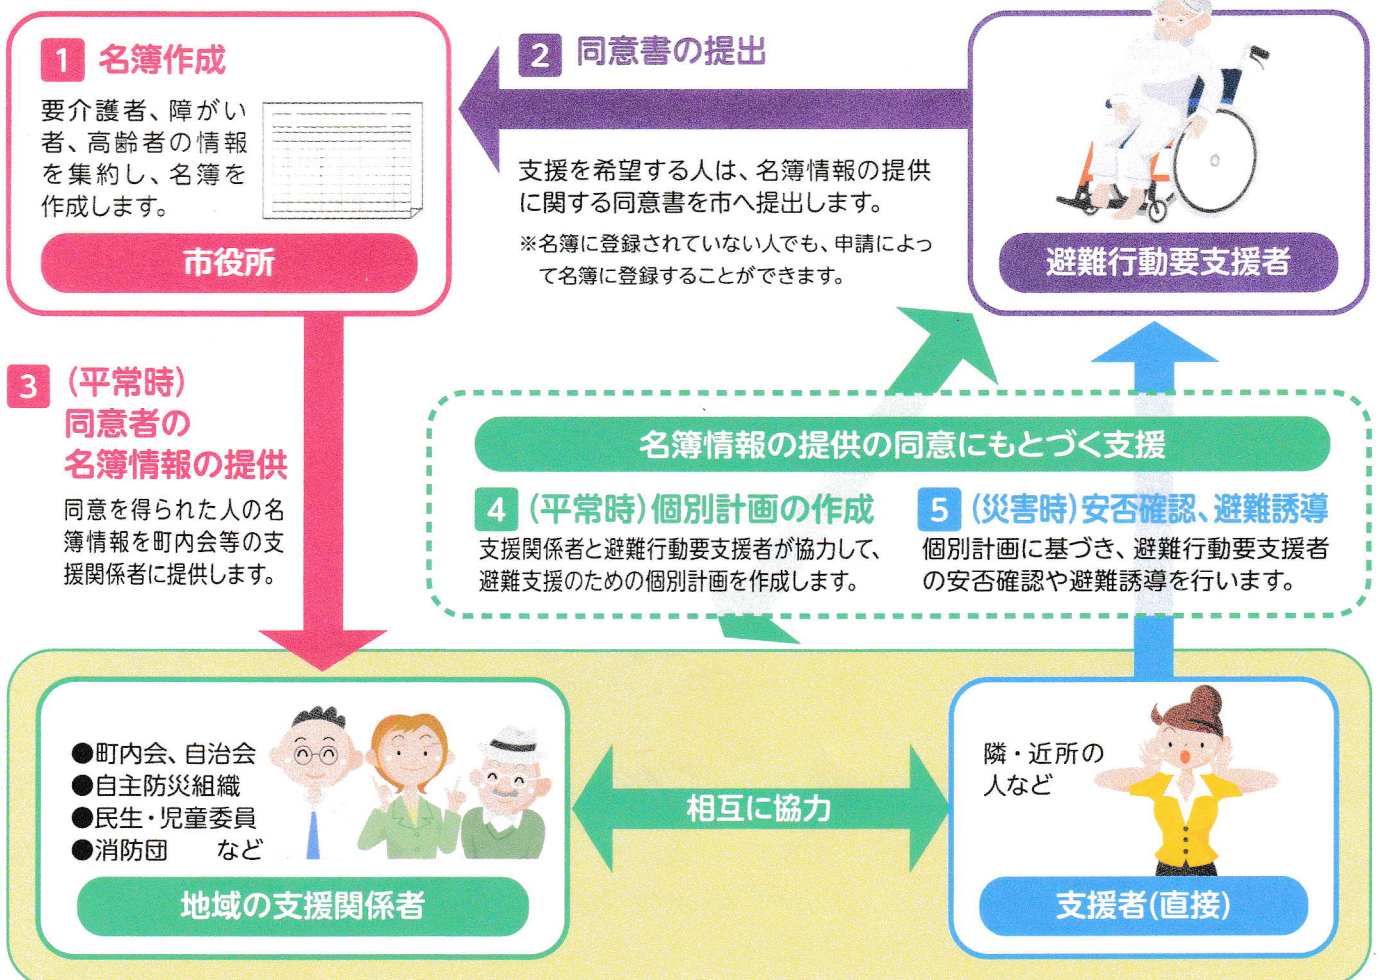 1 名簿作成
要介護者、障がい
者、高齢者の情報
を集約し、名簿を
作成します。
市役所
2 同意書の提出
支援を希望する人は、名簿情報の提供
に関する同意書を市へ提出します。
※名簿に登録されていない人でも、申請によっ
て名簿に登録することができます。
避難行動要支援者
3 (平常時)
同意者の
名簿情報の提供
同意を得られた人の名
簿情報を町内会等の支
援関係者に提供します。
名簿情報の提供の同意にもとづく支援
4 (平常時)個別計画の作成
支援関係者と避難行動要支援者が協力して、
避難支援のための個別計画を作成します。
5 (災害時)安否確認、避難誘導
個別計画に基づき、避難行動要支援者
の安否確認や避難誘導を行います。
●町内会、自治会
●自主防災組織
●民生・児童委員
●消防団 など
地域の支援関係者
相互に協力
隣・近所の
人など
支援者(直接)